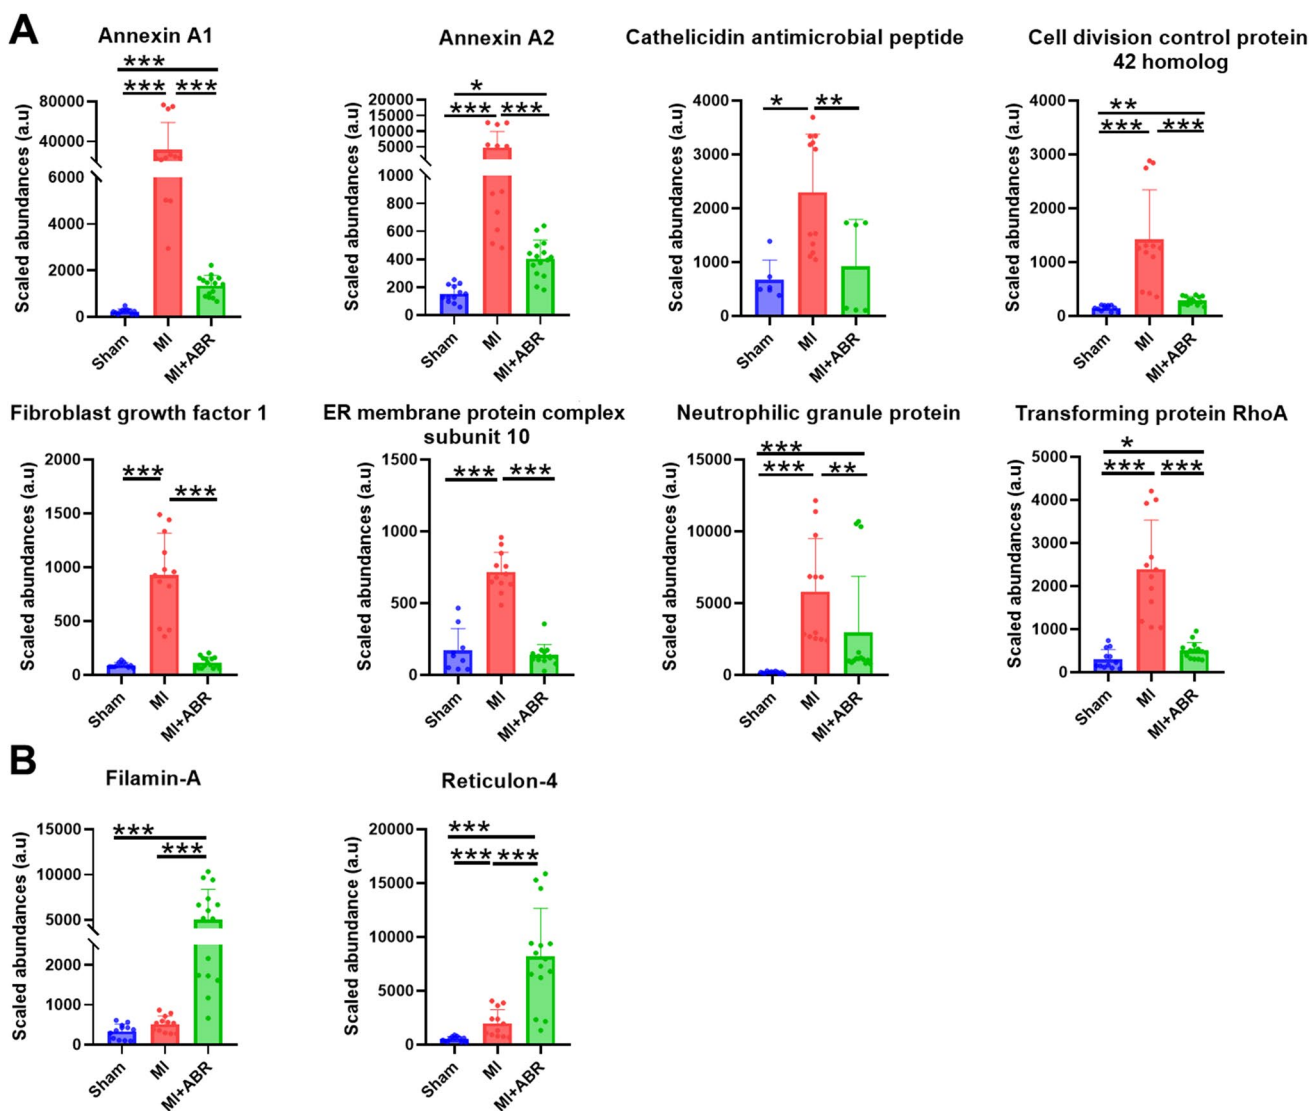 A
Annexin A1
***
***
***
Scaled abundances (a.u)
80000
40000
6000
4000
2000
0
Sham
MI
MI+ABR
Annexin A2
*
***
***
Scaled abundances (a.u)
20000
15000
10000
5000
1000
800
600
400
200
0
Sham
MI
MI+ABR
Cathelicidin antimicrobial peptide
*
**
Scaled abundances (a.u)
4000
3000
2000
1000
0
Sham
MI
MI+ABR
Cell division control protein
42 homolog
**
***
***
Scaled abundances (a.u)
4000
3000
2000
1000
0
Sham
MI
MI+ABR
Fibroblast growth factor 1
***
***
Scaled abundances (a.u)
2000
1500
1000
500
0
Sham
MI
MI+ABR
ER membrane protein complex
subunit 10
***
***
Scaled abundances (a.u)
1500
1000
500
0
Sham
MI
MI+ABR
Neutrophilic granule protein
***
***
**
Scaled abundances (a.u)
15000
10000
5000
0
Sham
MI
MI+ABR
Transforming protein RhoA
*
***
***
Scaled abundances (a.u)
5000
4000
3000
2000
1000
0
Sham
MI
MI+ABR
B
Filamin-A
***
***
Scaled abundances (a.u)
15000
10000
5000
2000
1000
0
Sham
MI
MI+ABR
Reticulon-4
***
***
***
Scaled abundance (a.u)
20000
15000
10000
5000
0
Sham
MI
MI+ABR